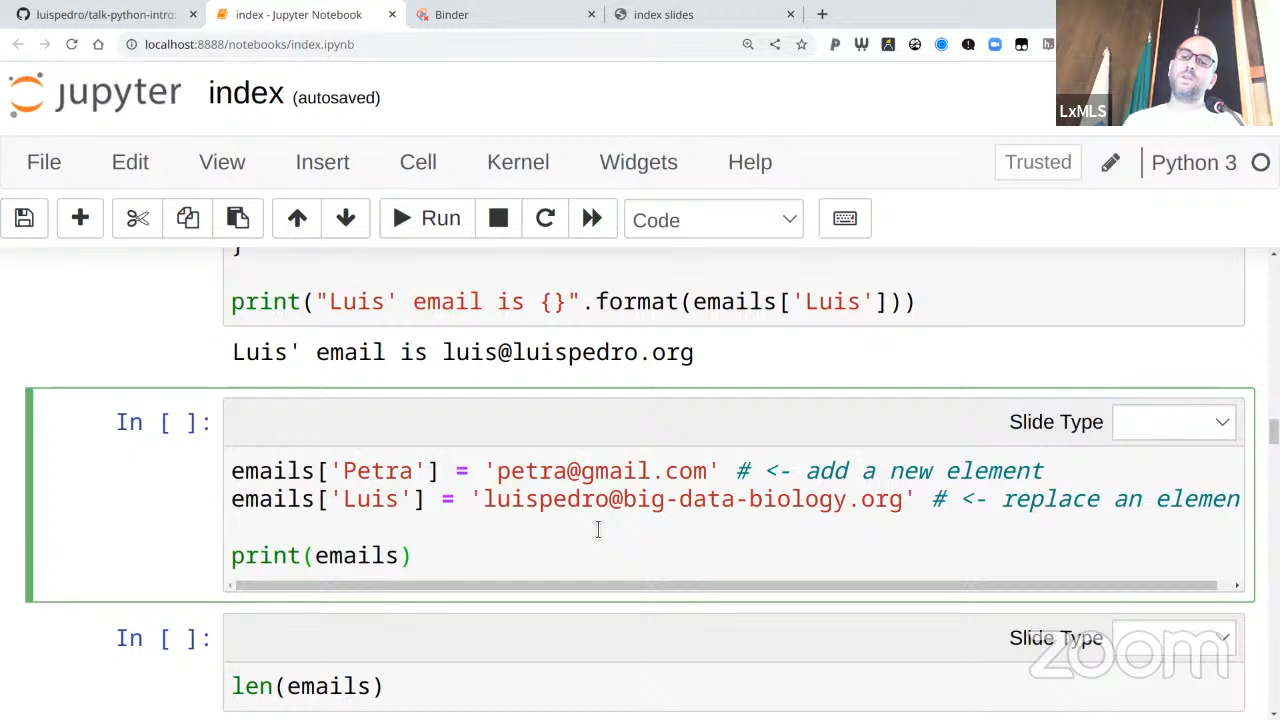 luispedro/talk-python-intro:
index - Jupyter Notebook
Binder
index slides
localhost:8888/notebooks/index.ipynb
LxMLS
jupyter index (autosaved)
File Edit View Insert Cell Kernel Widgets Help Trusted Python 3
Run Code
}
print("Luis' email is {}".format(emails['Luis']))
Luis' email is luis@luispedro.org
In [ ]: Slide Type
emails['Petra'] = 'petra@gmail.com' # <- add a new element
emails['Luis'] = 'luispedro@big-data-biology.org' # <- replace an elemen
print(emails)
In [ ]: Slide Type
zoom
len(emails)